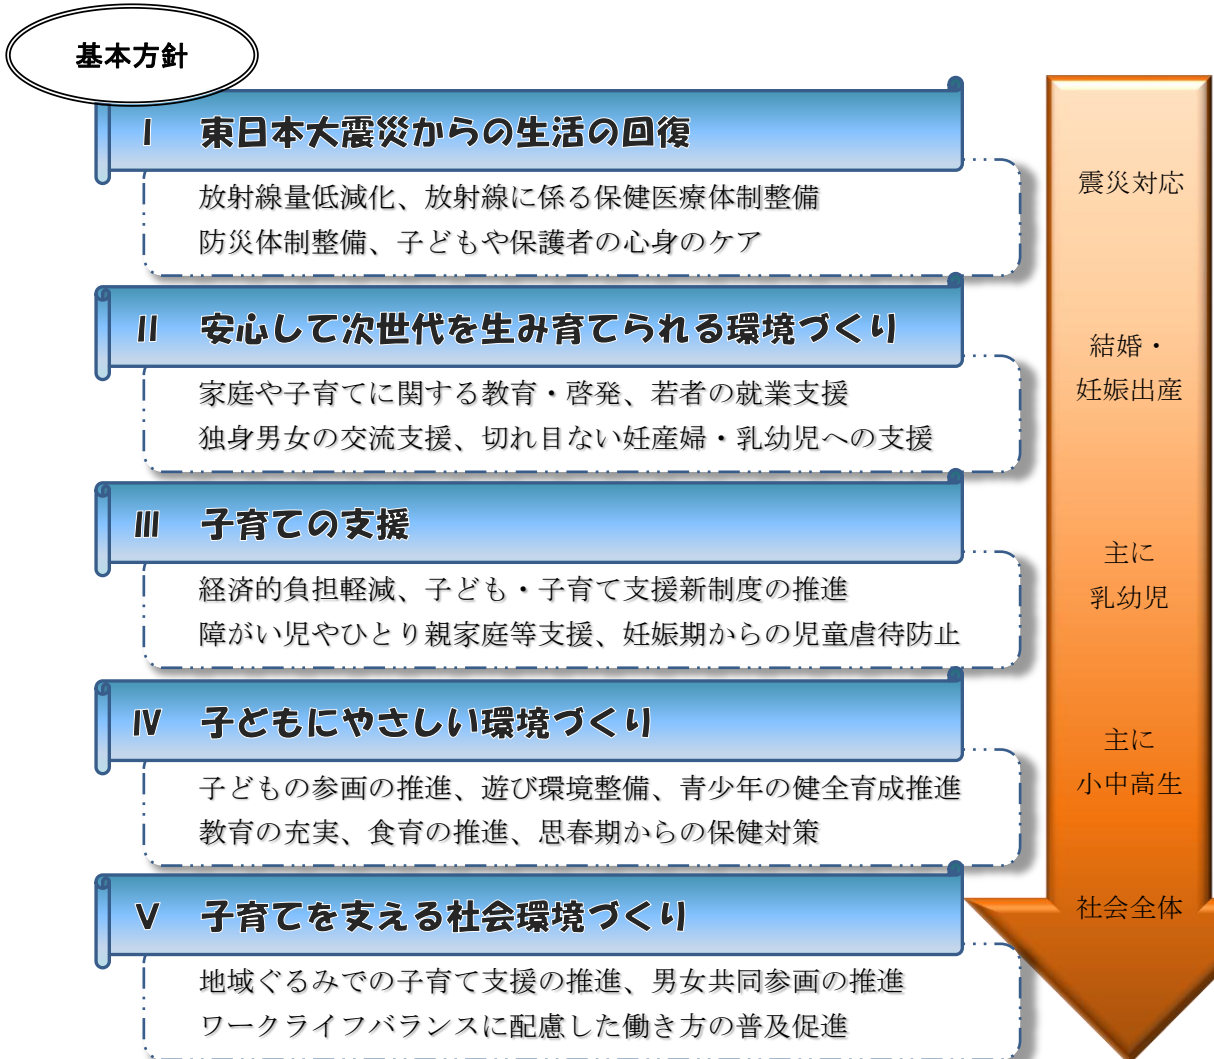 基本方針
Ⅰ 東日本大震災からの生活の回復
放射線量低減化、放射線に係る保健医療体制整備
防災体制整備、子どもや保護者の心身のケア
震災対応
Ⅱ 安心して次世代を生み育てられる環境づくり
家庭や子育てに関する教育・啓発、若者の就業支援
独身男女の交流支援、切れ目ない妊産婦・乳幼児への支援
結婚・
妊娠出産
Ⅲ 子育ての支援
経済的負担軽減、子ども・子育て支援新制度の推進
障がい児やひとり親家庭等支援、妊娠期からの児童虐待防止
主に
乳幼児
Ⅳ 子どもにやさしい環境づくり
子どもの参画の推進、遊び環境整備、青少年の健全育成推進
教育の充実、食育の推進、思春期からの保健対策
主に
小中高生
Ⅴ 子育てを支える社会環境づくり
地域ぐるみでの子育て支援の推進、男女共同参画の推進
ワークライフバランスに配慮した働き方の普及促進
社会全体